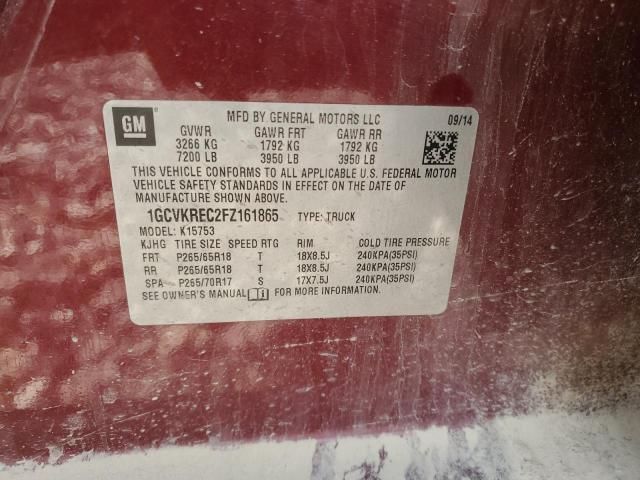 GM ® MFD BY GENERAL MOTORS LLC 09/14
GVWR GAWR FRT GAWR RR
3266 KG 1792 KG 1792 KG
7200 LB 3950 LB 3950 LB
THIS VEHICLE CONFORMS TO ALL APPLICABLE U.S. FEDERAL MOTOR
VEHICLE SAFETY STANDARDS IN EFFECT ON THE DATE OF
MANUFACTURE SHOWN ABOVE.
1GCVKREC2FZ161865 TYPE: TRUCK
MODEL: K15753
KJHG TIRE SIZE SPEED RTG RIM COLD TIRE PRESSURE
FRT P265/65R18 T 18X8.5J 240KPA(35PSI)
RR P265/65R18 T 18X8.5J 240KPA(35PSI)
SPA P265/70R17 S 17X7.5J 240KPA(35PSI)
SEE OWNER'S MANUAL FOR MORE INFORMATION.